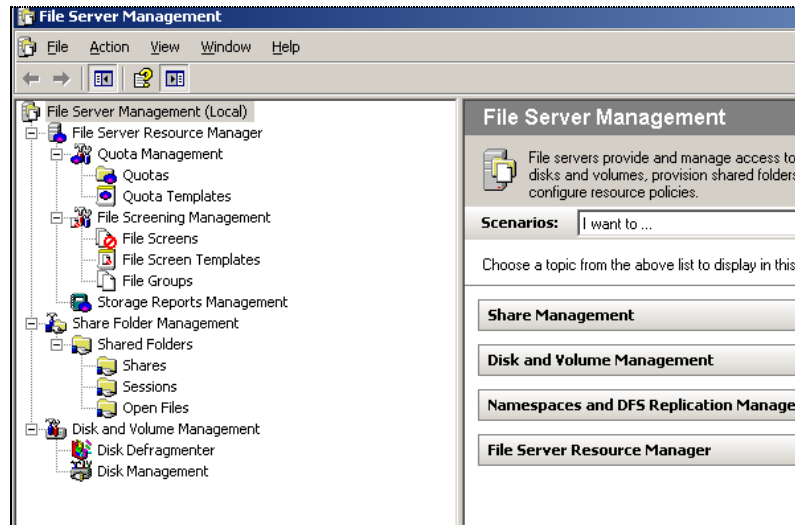 File Server Management
File Action View Window Help
File Server Management (Local)
File Server Resource Manager
Quota Management
Quotas
Quota Templates
File Screening Management
File Screens
File Screen Templates
File Groups
Storage Reports Management
Share Folder Management
Shared Folders
Shares
Sessions
Open Files
Disk and Volume Management
Disk Defragmenter
Disk Management
File Server Management
File servers provide and manage access to
disks and volumes, provision shared folders
configure resource policies.
Scenarios: I want to ...
Choose a topic from the above list to display in this
Share Management
Disk and Volume Management
Namespaces and DFS Replication Manage
File Server Resource Manager